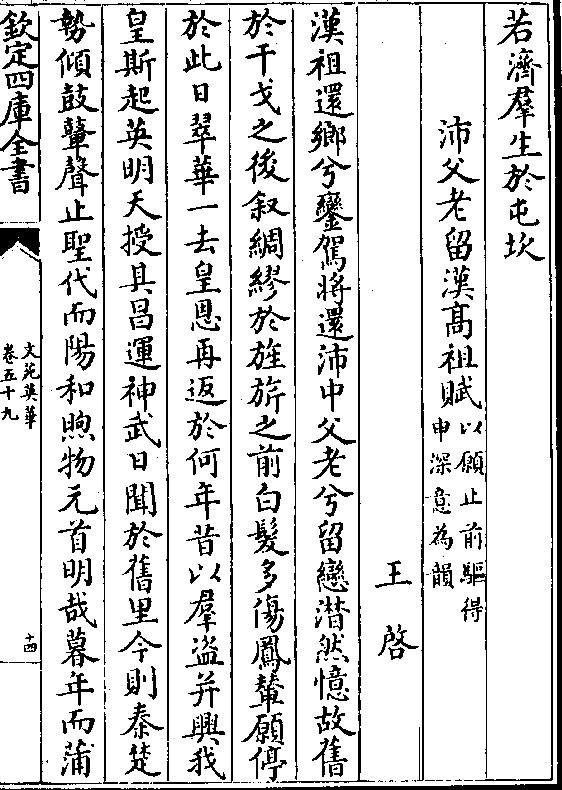 若濟羣生於屯坎
沛父老留漢髙祖賦以願止前驅得
申深意為韻
王啓
漢祖還鄉兮鑾駕將還沛中父老兮留戀潸然憶故舊
於干戈之後叙綢繆於旌旂之前白髮多傷鳳輦願停
於此日翠華一去皇恩再返於何年昔以羣盜并興我
皇斯起英明天授其昌運神武日聞於舊里今則秦楚
勢傾鼓鼙聲止聖代而陽和煦物元首明哉暮年而蒲
欽定四庫全書
文苑英華
卷五十九
十四